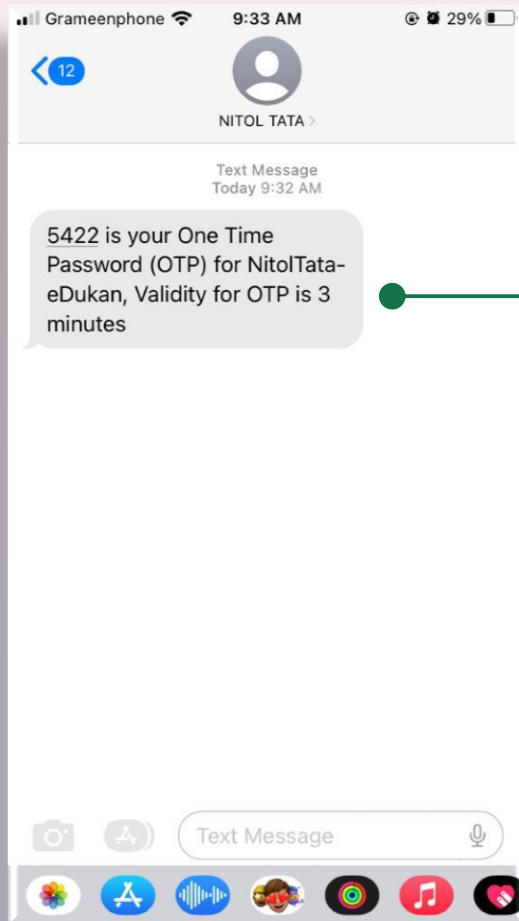 Grameenphone 9:33 AM 29%
12
NITOL TATA
Text Message
Today 9:32 AM
5422 is your One Time
Password (OTP) for NitolTata-
eDukan, Validity for OTP is 3
minutes
Text Message